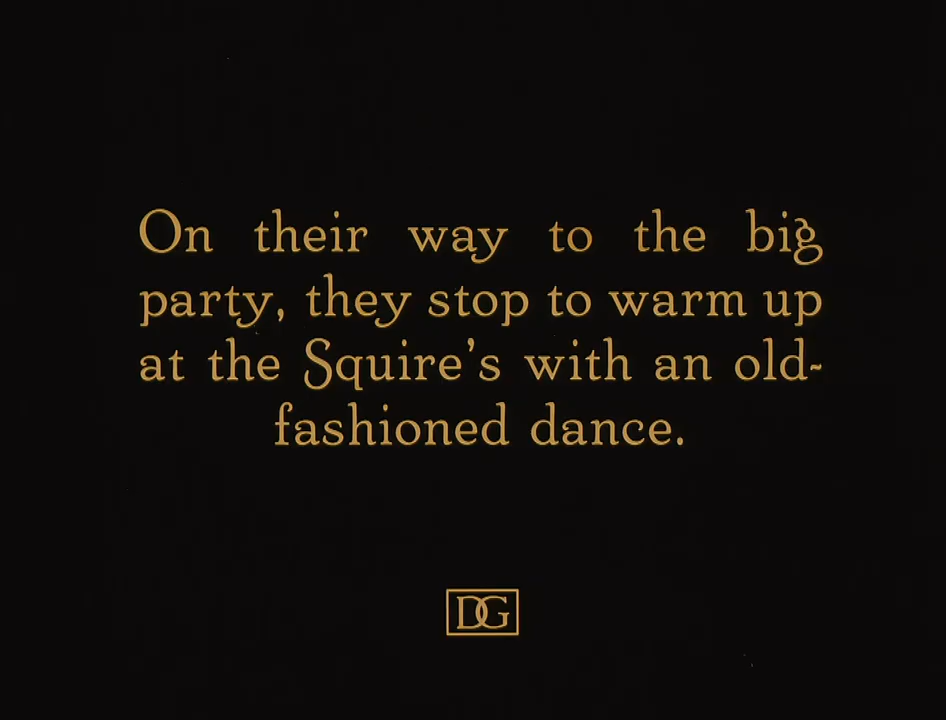 On their way to the big
party, they stop to warm up
at the Squire's with an old-
fashioned dance.
DG